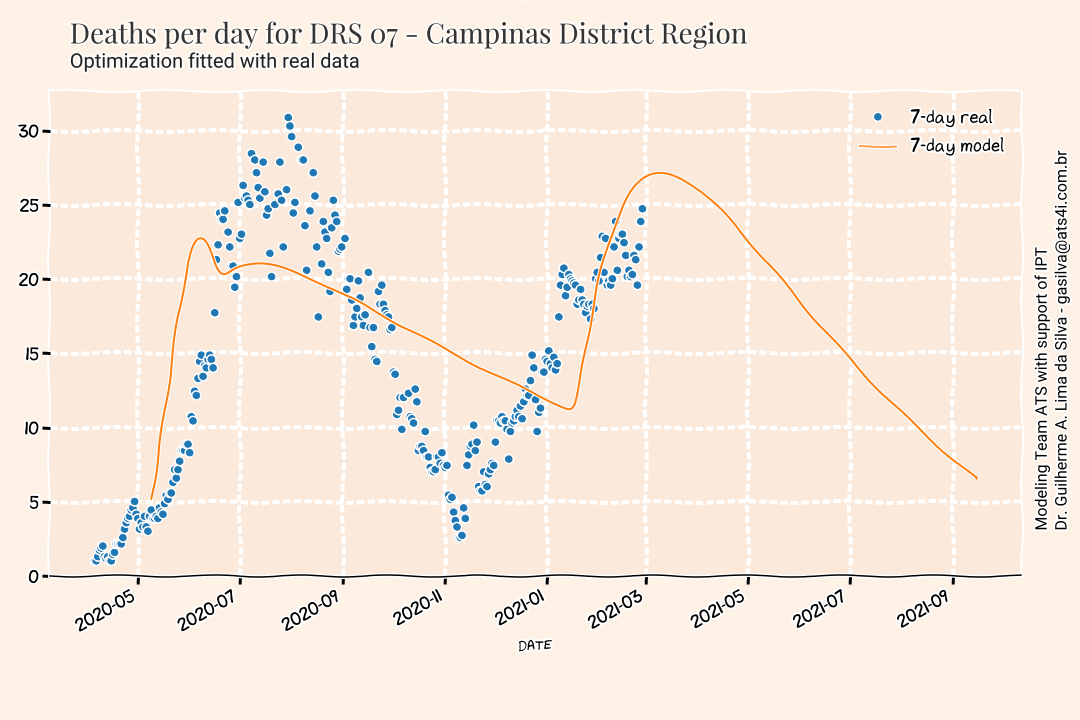 Deaths per day for DRS 07 - Campinas District Region
Optimization fitted with real data
7-day real
7-day model
30
25
20
15
10
5
0
2020-05
2020-07
2020-09
2020-11
2021-01
2021-03
2021-05
2021-07
2021-09
DATE
Modeling Team ATS with support of IPT
Dr. Guilherme A. Lima da Silva - gasilva@ats4i.com.br